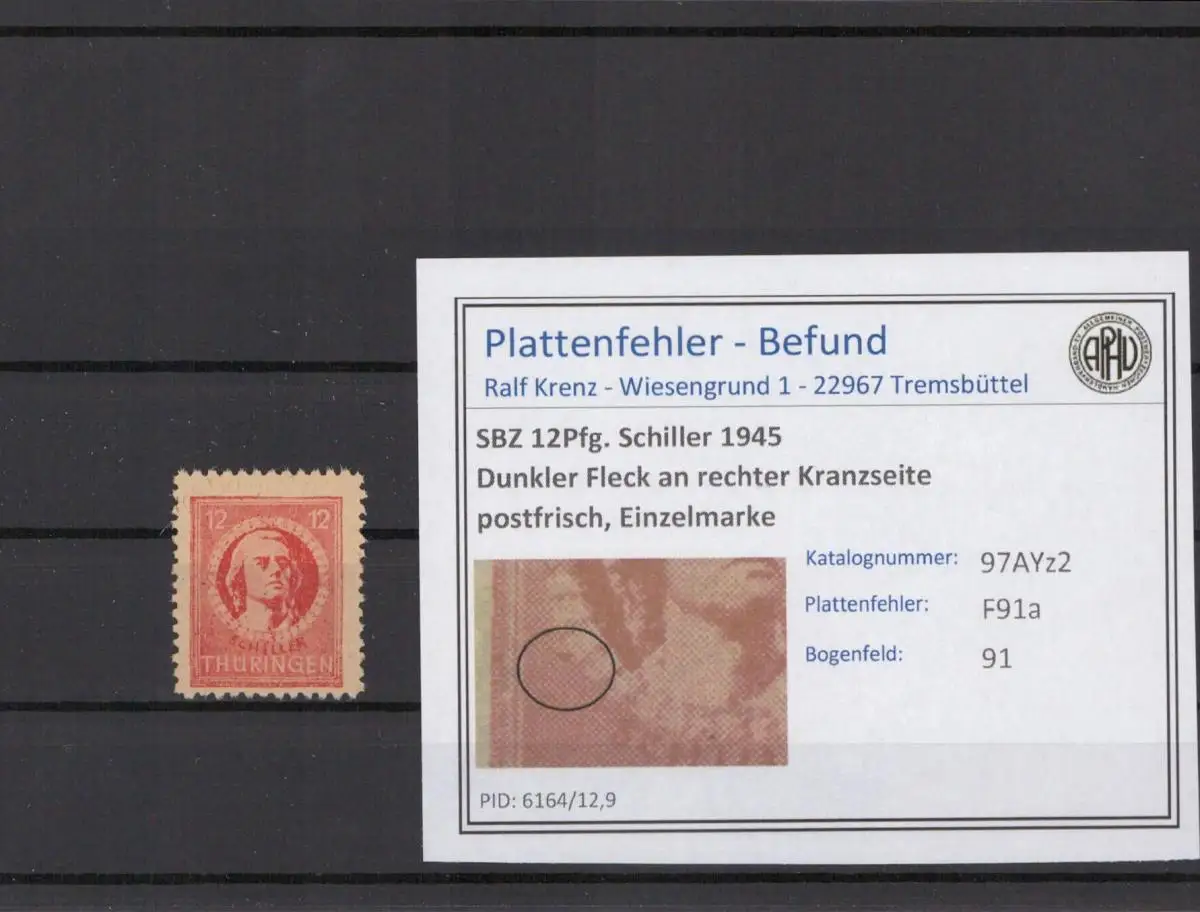 12 12
SCHILLER
THÜRINGEN
Plattenfehler - Befund
Ralf Krenz - Wiesengrund 1 - 22967 Tremsbüttel
APHV
SBZ 12Pfg. Schiller 1945
Dunkler Fleck an rechter Kranzseite
postfrisch, Einzelmarke
Katalognummer: 97AYz2
Plattenfehler: F91a
Bogenfeld: 91
PID: 6164/12,9